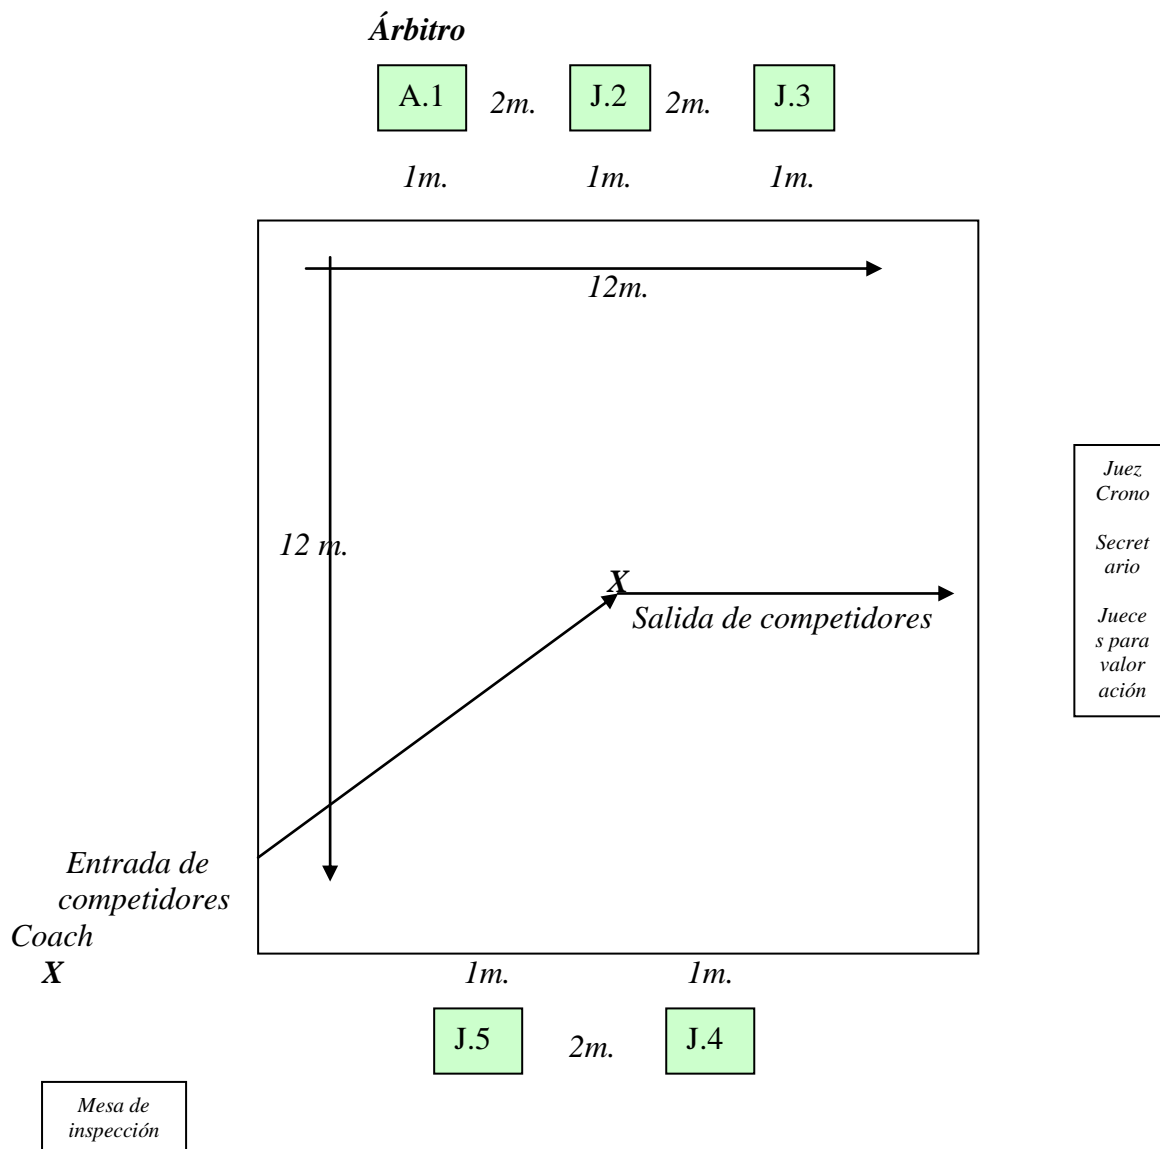 Árbitro
A.1 2m. J.2 2m. J.3
1m. 1m. 1m.
12m.
12 m.
X
Salida de competidores
Juez
Crono
Secret
ario
Juece
s para
valor
ación
Entrada de
competidores
Coach
X
1m. 1m.
J.5 2m. J.4
Mesa de
inspección